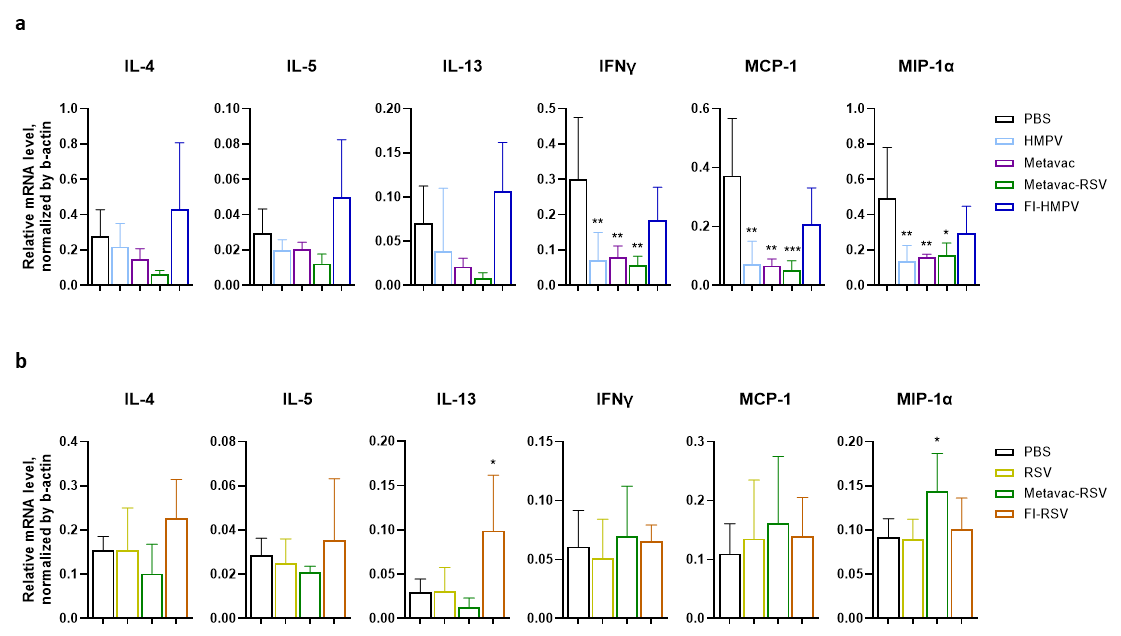 a
IL-4 IL-5 IL-13 IFNγ MCP-1 MIP-1α
Relative mRNA level,
normalized by b-actin
1.0 0.10 0.20 0.5 0.6 1.0
0.8 0.08 0.15 0.4 0.4 0.8
0.6 0.06 0.10 0.3 0.2 0.6
0.4 0.04 0.05 0.2 0.0 0.4
0.2 0.02 0.00 0.1 0.2
0.0 0.00 0.0 0.0
** ** **
** ** ***
** ** *
PBS
HMPV
Metavac
Metavac-RSV
FI-HMPV
b
IL-4 IL-5 IL-13 IFNγ MCP-1 MIP-1α
Relative mRNA level,
normalized by b-actin
0.4 0.08 0.20 0.15 0.3 0.20
0.3 0.06 0.15 0.10 0.2 0.15
0.2 0.04 0.10 0.05 0.1 0.10
0.1 0.02 0.05 0.00 0.0 0.05
0.0 0.00 0.00 0.00
*
*
PBS
RSV
Metavac-RSV
FI-RSV